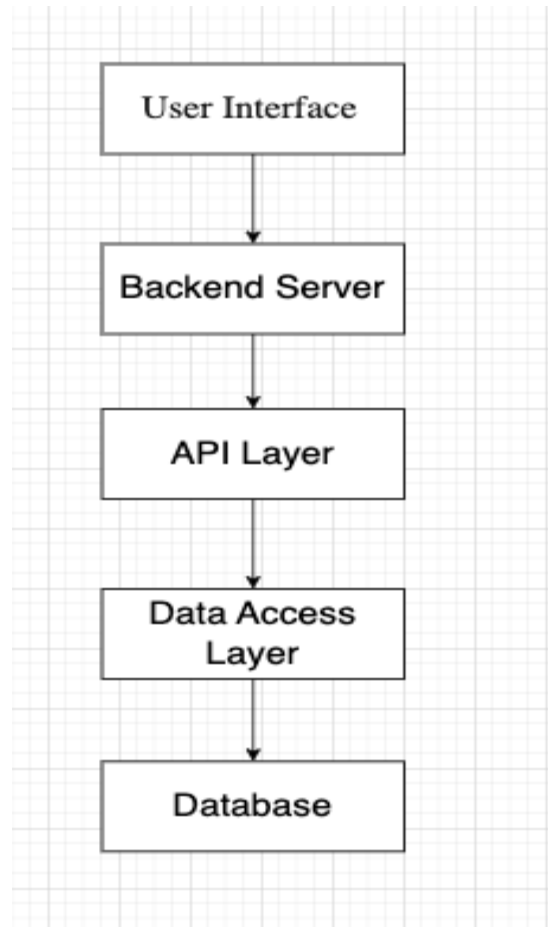 User Interface
Backend Server
API Layer
Data Access
Layer
Database